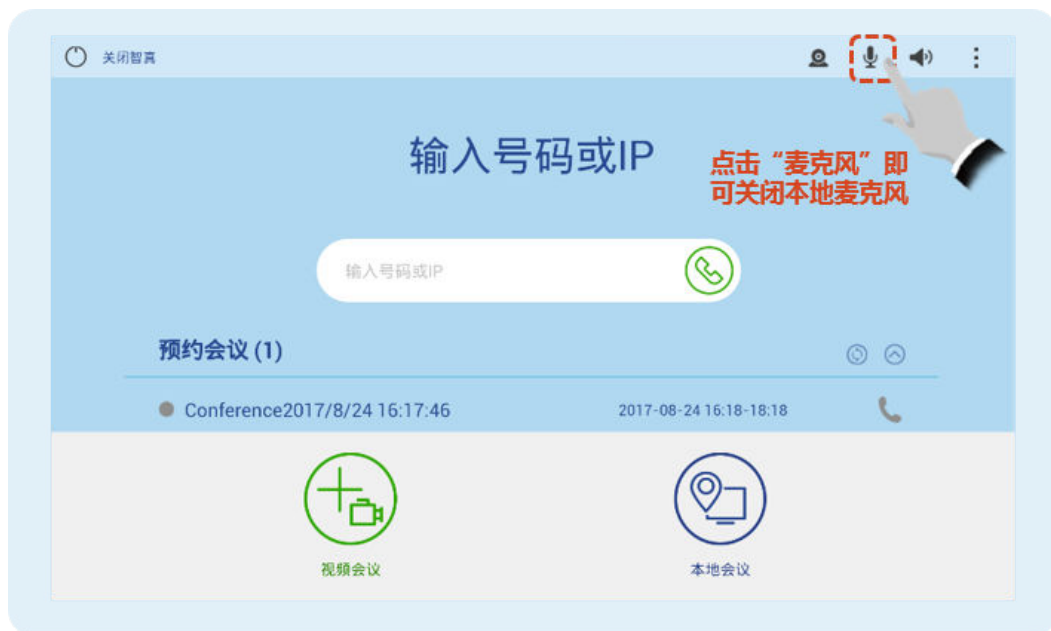 关闭智真
输入号码或IP
点击“麦克风”即
可关闭本地麦克风
输入号码或IP
预约会议 (1)
Conference2017/8/24 16:17:46
2017-08-24 16:18-18:18
视频会议
本地会议